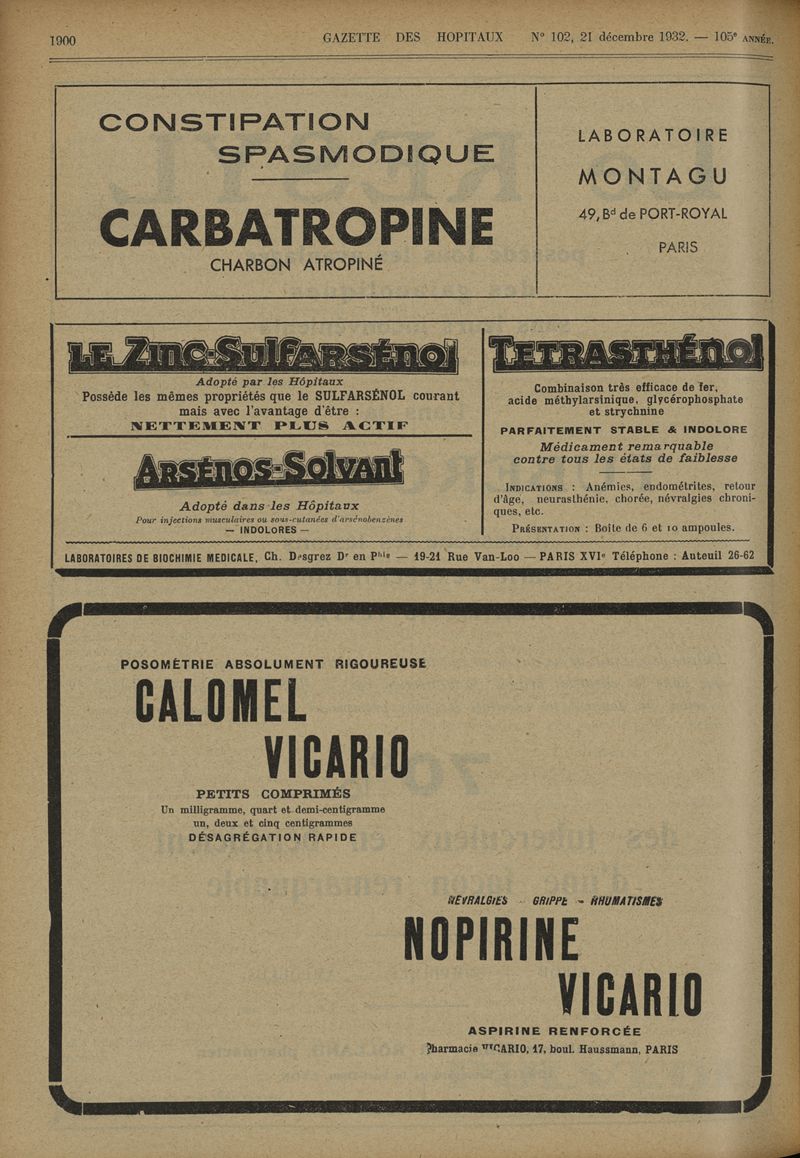 1900
GAZETTE DES HOPITAUX N° 102, 21 décembre 1932. — 105e ANNÉE.
CONSTIPATION
SPASMODIQUE
CARBATROPINE
CHARBON ATROPINÉ
LABORATOIRE
MONTAGU
49, Bd de PORT-ROYAL
PARIS
LE ZINC-SULFARSÉNOL
Adopté par les Hôpitaux
Possède les mêmes propriétés que le SULFARSÉNOL courant
mais avec l'avantage d'être :
NETTEMENT PLUS ACTIF
ARSÉNOS-SOLVANT
Adopté dans les Hôpitaux
Pour injections musculaires ou sous-cutanées d'arsénobenzènes
— INDOLORES —
TETRASTHÉNOL
Combinaison très efficace de fer,
acide méthylarsinique, glycérophosphate
et strychnine
PARFAITEMENT STABLE & INDOLORE
Médicament remarquable
contre tous les états de faiblesse
INDICATIONS : Anémies, endométrites, retour
d'âge, neurasthénie, chorée, névralgies chroni-
ques, etc.
PRÉSENTATION : Boîte de 6 et 10 ampoules.
LABORATOIRES DE BIOCHIMIE MEDICALE, Ch. Desgrez Dr en Phie — 19-21 Rue Van-Loo — PARIS XVIe Téléphone : Auteuil 26-62
POSOMÉTRIE ABSOLUMENT RIGOUREUSE
CALOMEL
VICARIO
PETITS COMPRIMÉS
Un milligramme, quart et demi-centigramme
un, deux et cinq centigrammes
DÉSAGRÉGATION RAPIDE
NÉVRALGIES - GRIPPE - RHUMATISMES
NOPIRINE
VICARIO
ASPIRINE RENFORCÉE
Pharmacie VICARIO, 17, boul. Haussmann, PARIS